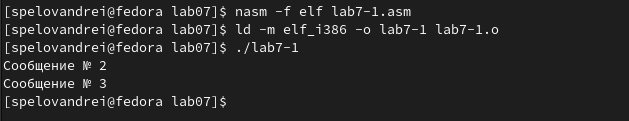 [spelovandrei@fedora lab07]$ nasm -f elf lab7-1.asm
[spelovandrei@fedora lab07]$ ld -m elf_i386 -o lab7-1 lab7-1.o
[spelovandrei@fedora lab07]$ ./lab7-1
Сообщение № 2
Сообщение № 3
[spelovandrei@fedora lab07]$